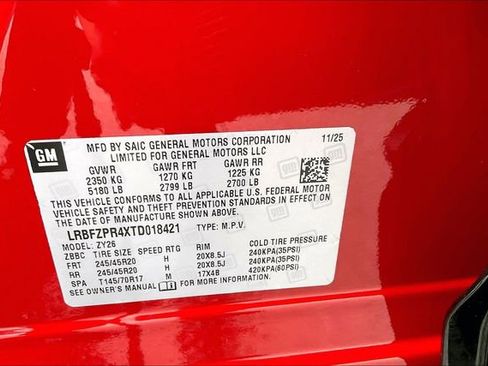 GM
MFD BY SAIC GENERAL MOTORS CORPORATION 11/25
LIMITED FOR GENERAL MOTORS LLC
GVWR GAWR FRT GAWR RR
2350 KG 1270 KG 1225 KG
5180 LB 2799 LB 2700 LB
THIS VEHICLE CONFORMS TO ALL APPLICABLE U.S. FEDERAL MOTOR
VEHICLE SAFETY AND THEFT PREVENTION STANDARDS IN EFFECT ON
THE DATE OF MANUFACTURE SHOWN ABOVE.
LRBFZPR4XTD018421 TYPE: M.P.V.
MODEL: ZY26
ZBBC TIRE SIZE SPEED RTG RIM COLD TIRE PRESSURE
FRT 245/45R20 H 20X8.5J 240KPA(35PSI)
RR 245/45R20 H 20X8.5J 240KPA(35PSI)
SPA T145/70R17 M 17X4B 420KPA(60PSI)
SEE OWNER'S MANUAL FOR MORE INFORMATION.